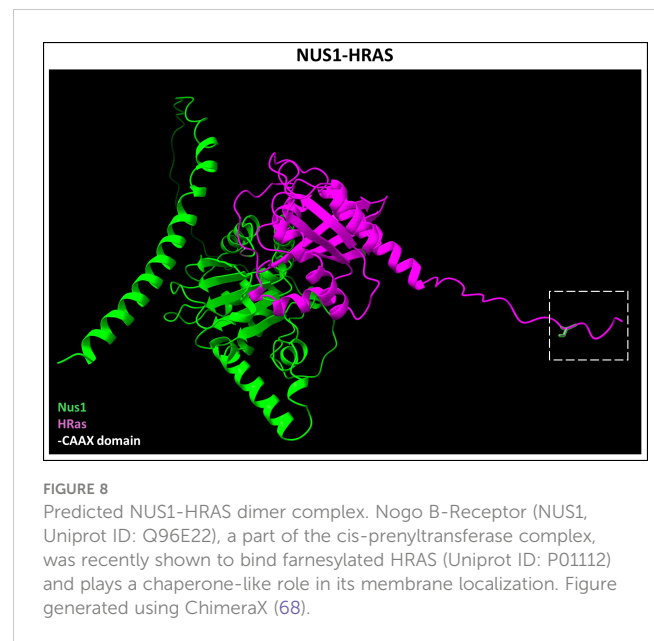 NUS1-HRAS
Nus1
HRas
-CAAX domain
FIGURE 8
Predicted NUS1-HRAS dimer complex. Nogo B-Receptor (NUS1,
Uniprot ID: Q96E22), a part of the cis-prenyltransferase complex,
was recently shown to bind farnesylated HRAS (Uniprot ID: P01112)
and plays a chaperone-like role in its membrane localization. Figure
generated using ChimeraX (68).